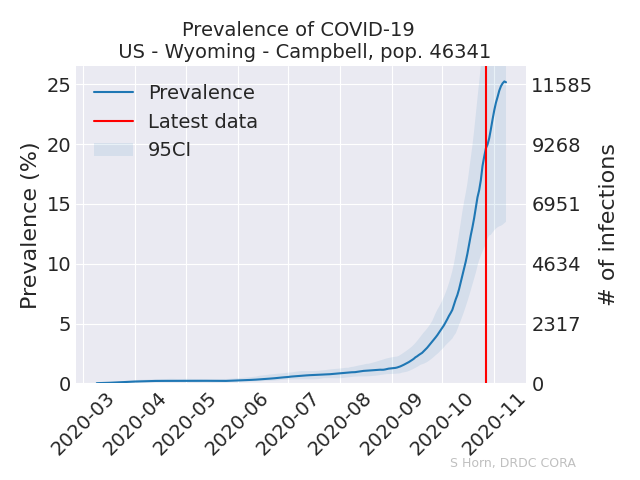 Prevalence of COVID-19
US - Wyoming - Campbell, pop. 46341
Prevalence
Latest data
95CI
Prevalence (%)
25
20
15
10
5
0
11585
9268
6951
4634
2317
0
# of infections
2020-03
2020-04
2020-05
2020-06
2020-07
2020-08
2020-09
2020-10
2020-11
S Horn, DRDC CORA